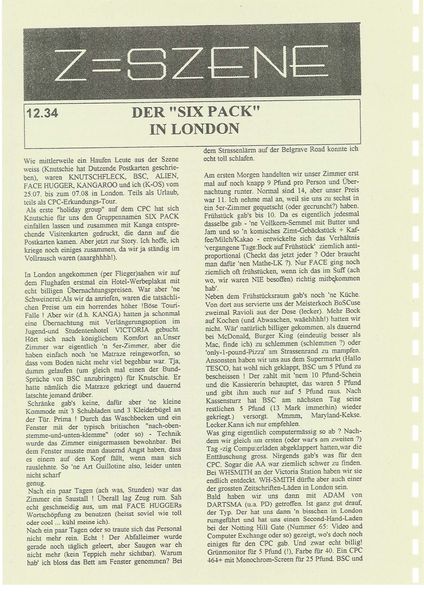 Z=SZENE
12.34 DER "SIX PACK"
IN LONDON
Wie mittlerweile ein Haufen Leute aus der Szene
weiss (Knutschie hat Dutzende Postkarten geschrie-
ben), waren KNUTSCHFLECK, BSC, ALIEN,
FACE HUGGER, KANGAROO und ich (K-OS) vom
25.07. bis zum 07.08 in London. Teils als Urlaub,
teils als CPC-Erkundungs-Tour.
Als erste "holiday group" auf dem CPC hat sich
Knutschie für uns den Gruppennamen SIX PACK
einfallen lassen und zusammen mit Kanga entspre-
chende Visitenkarten gedruckt, die dann auf die
Postkarten kamen. Aber jetzt zur Story. Ich hoffe, ich
kriege noch einiges zusammen, da wir ja ständig im
Vollrausch waren (aaarghhhh!).
In London angekommen (per Flieger)sahen wir auf
dem Flughafen erstmal ein Hotel-Werbeplakat mit
echt billigen Übernachtungspreisen. War aber 'ne
Schweinerei: Als wir da anriefen, waren die tatsächli-
chen Preise um ein horrendes höher !Böse Touri-
Falle ! Aber wir (d.h. KANGA) hatten ja schonmal
eine Übernachtung mit Verlängerungsoption im
Jugend-und Studentenhotel VICTORIA gebucht.
Hört sich nach königlichem Komfort an.Unser
Zimmer war eigentlich in 5er-Zimmer, aber die
haben einfach noch 'ne Matraze reingeworfen, so
dass vom Boden nicht mehr viel begehbar war. Tja,
dumm gelaufen (um gleich mal einen der Bund-
Sprüche von BSC anzubringen) für Knutschie. Er
hatte nämlich die Matraze gekriegt und dauernd
latschte jemand drüber.
Schränke gab's keine, dafür aber 'ne kleine
Kommode mit 3 Schubladen und 3 Kleiderbügel an
der Tür. Prima ! Durch das Waschbecken und ein
Fenster mit der typisch britischen "nach-oben-
stemme-und-unten-klemme" (oder so) - Technik
wurde das Zimmer einigermassen bewohnbar. Bei
dem Fenster musste man dauernd Angst haben, dass
es einem auf den Kopf fällt, wenn man mal
rauslehnte. So 'ne Art Guillotine also, leider unten
nicht scharf
genug.
Nach ein paar Tagen (ach was, Stunden) war das
Zimmer ein Saustall ! Überall lag Zeug rum. Sah
echt geschmeidig aus, um mal FACE HUGGERs
Wortschöpfung zu benutzen (heisst soviel wie toll
oder cool ... kühl meine ich).
Nach ein paar Tagen oder so traute sich das Personal
nicht mehr rein. Echt ! Der Abfalleimer wurde
gerade noch täglich geleert, aber Saugen war da
nicht mehr (kein Teppich mehr sichtbar). Warum
hab' ich bloss das Bett am Fenster genommen? Bei
dem Strassenlärm auf der Belgrave Road konnte ich
echt toll schlafen.
Am ersten Morgen handelten wir unser Zimmer erst
mal auf noch knapp 9 Pfund pro Person und Über-
nachtung runter. Normal sind 14, aber unser Preis
war 11. Ich nehme mal an, weil sie uns zu sechst in
ein 5er-Zimmer gequetscht (oder gecruncht?) haben.
Frühstück gab's bis 10. Da es eigentlich jedesmal
dasselbe gab - 'ne Vollkorn-Semmel mit Butter und
Jam und so 'n komisches Zimt-Gebäckstück + Kaf-
fee/Milch/Kakao - entwickelte sich das Verhältnis
vergangene Tage:Bock auf Frühstück' ziemlich anti-
proportional (Check das jetzt jeder ? Oder braucht
man dafür 'nen Mathe-LK ?). Nur FACE ging noch
ziemlich oft frühstücken, wenn ich das im Suff (ach
wo, wir waren NIE besoffen) richtig mitbekommen
hab'.
Neben dem Frühstücksraum gab's noch 'ne Küche.
Von dort aus servierte uns der Meisterkoch BoSCuse
zweimal Ravioli aus der Dose (lecker). Mehr Bock
auf Kochen (und Abwaschen, wääehhhh!) hatten wir
nicht. Wär' natürlich billiger gekommen, als dauernd
bei McDonald, Burger King (eindeutig besser als
Mac, finde ich) zu schlemmen (schlemmen ?) oder
'only-1-pound-Pizza' am Strassenrand zu mampfen.
Ansonsten haben wir uns aus dem Supermarkt (Hallo
TESCO, hat wohl nicht geklappt, BSC um 5 Pfund zu
bescheissen ! Der zahlt mit 'nem 10 Pfund-Schein
und die Kassiererin behauptet, das waren 5 Pfund
und gibt ihm auch nur auf 5 Pfund raus. Nach
Kassensturz hat BSC am nächsten Tag seine
restlichen 5 Pfund (13 Mark immerhin) wieder
gekriegt.) versorgt. Mmmm, Maryland-Kekse.
Lecker.Kann ich nur empfehlen.
Was ging eigentlich computermässig so ab ? Nach-
dem wir gleich am ersten (oder war's am zweiten ?)
Tag -zig Computerläden abgeklappert hatten,war die
Enttäuschung gross. Nirgends gab's was für den
CPC. Sogar die AA war ziemlich schwer zu finden.
Bei WHSMITH an der Victoria Station haben wir sie
endlich entdeckt. WH-SMITH dürfte aber auch einer
der grossten Zeitschriften-Läden in London sein.
Bald haben wir uns dann mit ADAM von
DARTSMA (u.a. PD) getroffen. Ist ganz gut drauf,
der Typ. Der hat uns dann 'n bisschen in London
rumgeführt und hat uns einen Second-Hand-Laden
bei der Notting Hill Gate (Nummer 65: Video and
Computer Exchange oder so) gezeigt, wo's doch noch
einiges für den CPC gab. Und zwar echt billig!
Grünmonitor für 5 Pfund (!), Farbe für 40. Ein CPC
464+ mit Monochrom-Screen für 25 Pfund. BSC und